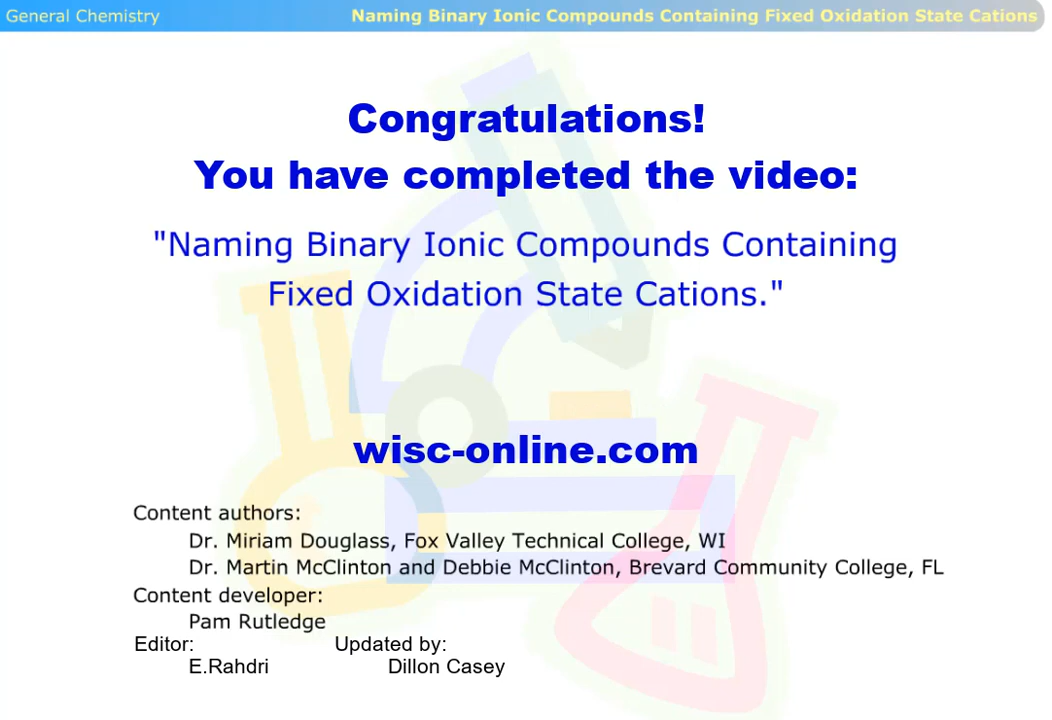 General Chemistry
Naming Binary Ionic Compounds Containing Fixed Oxidation State Cations
Congratulations!
You have completed the video:
"Naming Binary Ionic Compounds Containing
Fixed Oxidation State Cations."
wisc-online.com
Content authors:
Dr. Miriam Douglass, Fox Valley Technical College, WI
Dr. Martin McClinton and Debbie McClinton, Brevard Community College, FL
Content developer:
Pam Rutledge
Editor: Updated by:
E.Rahdri Dillon Casey